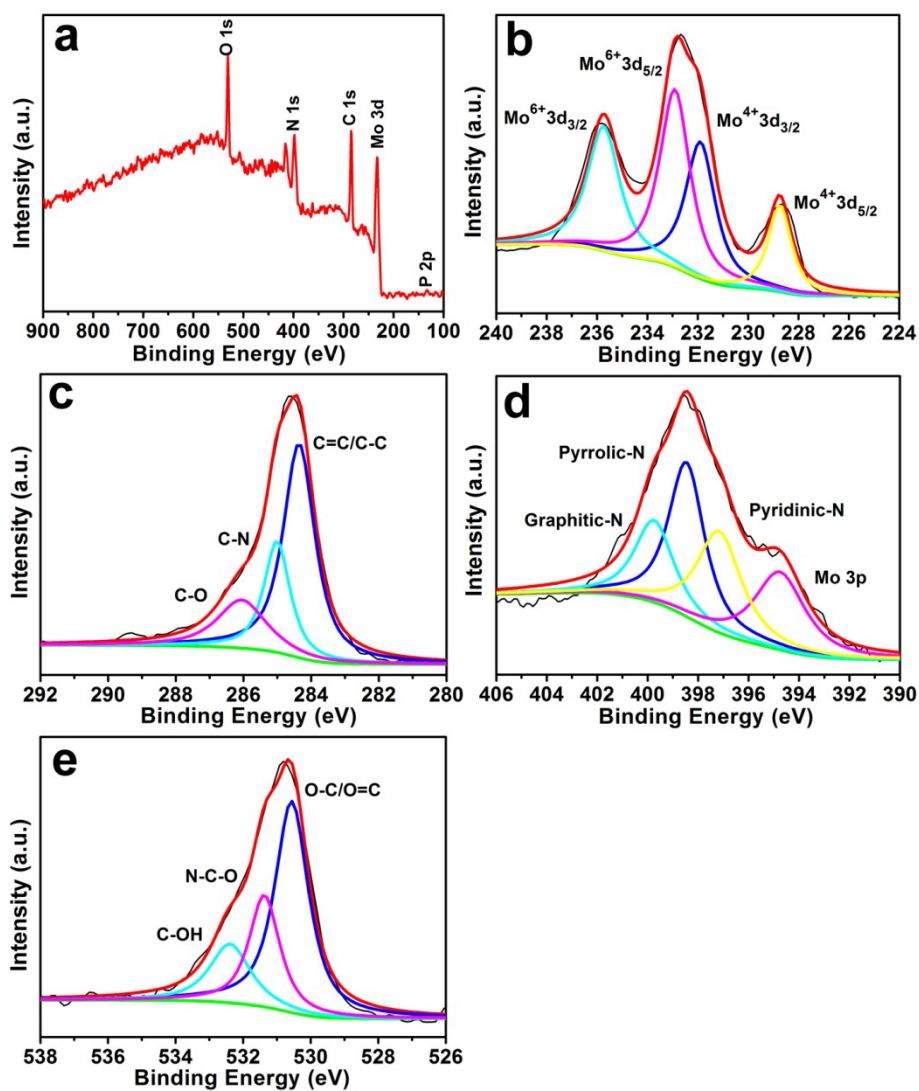 a
O 1s
N 1s
C 1s
Mo 3d
P 2p
Intensity (a.u.)
900 800 700 600 500 400 300 200 100
Binding Energy (eV)
b
Mo⁶⁺3d₅/₂
Mo⁶⁺3d₃/₂
Mo⁴⁺3d₃/₂
Mo⁴⁺3d₅/₂
Intensity (a.u.)
240 238 236 234 232 230 228 226 224
Binding Energy (eV)
c
C=C/C-C
C-N
C-O
Intensity (a.u.)
292 290 288 286 284 282 280
Binding Energy (eV)
d
Pyrrolic-N
Graphitic-N
Pyridinic-N
Mo 3p
Intensity (a.u.)
406 404 402 400 398 396 394 392 390
Binding Energy (eV)
e
O-C/O=C
N-C-O
C-OH
Intensity (a.u.)
538 536 534 532 530 528 526
Binding Energy (eV)